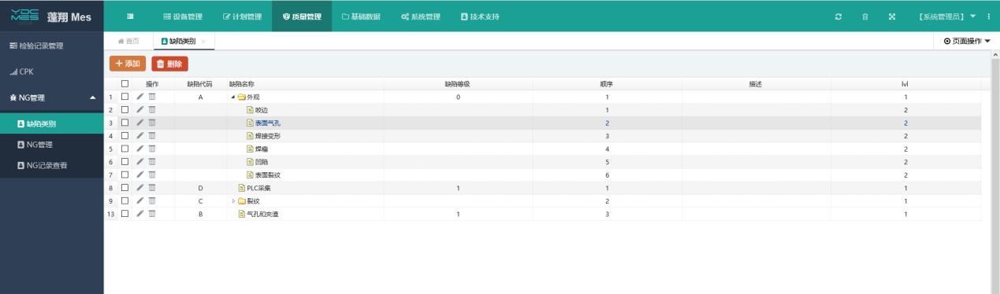 YDC MES 蓬翔 Mes 设备管理 计划管理 质量管理 基础数据 系统管理 技术支持 【系统管理员】
首页 缺陷类别 × 页面操作
检验记录管理
CPK
NG管理
缺陷类别
NG管理
NG记录查看
添加 删除
操作 缺陷代码 缺陷名称 缺陷等级 顺序 描述 lvl
1 A 外观 0 1 1
2 咬边 1 2
3 表面气孔 2 2
4 焊接变形 3 2
5 焊瘤 4 2
6 凹陷 5 2
7 表面裂纹 6 2
8 D PLC采集 1 1 1
9 C 裂纹 2 1
13 B 气孔和夹渣 1 3 1